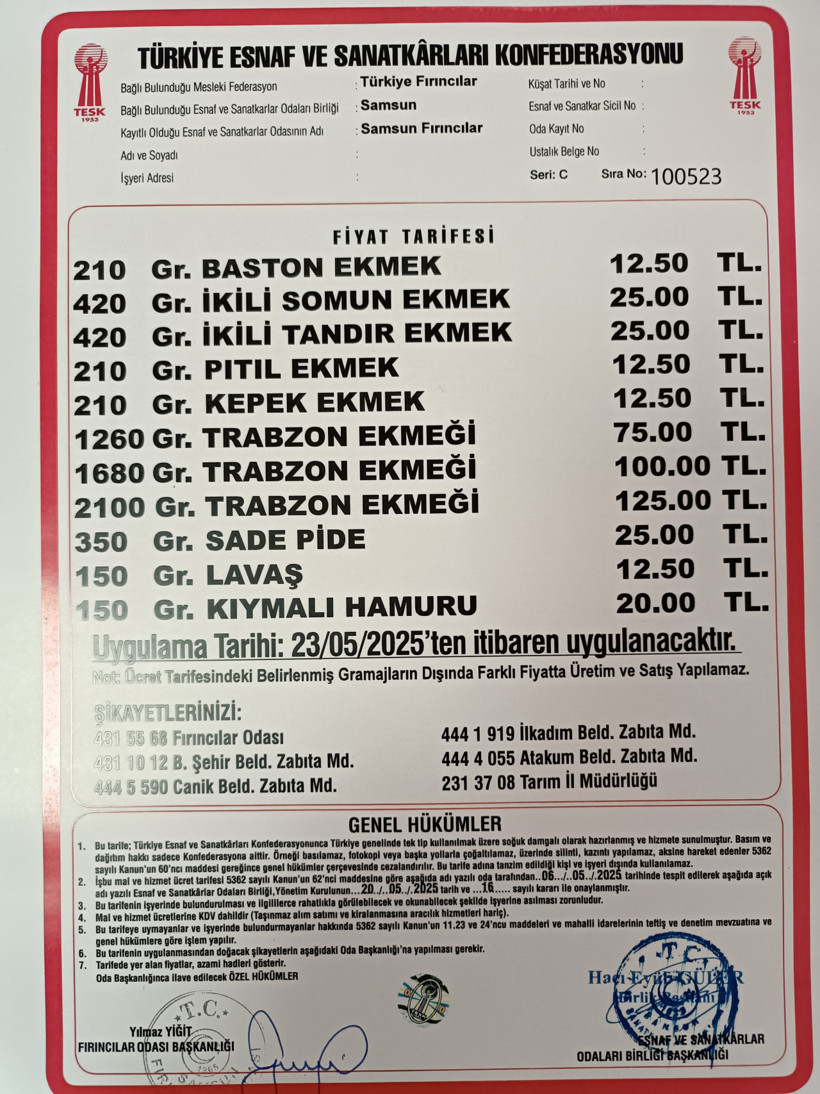 TÜRKİYE ESNAF VE SANATKÂRLARI KONFEDERASYONU
TESK
1953
TESK
1953
Bağlı Bulunduğu Mesleki Federasyon : Türkiye Fırıncılar
Bağlı Bulunduğu Esnaf ve Sanatkarlar Odaları Birliği : Samsun
Kayıtlı Olduğu Esnaf ve Sanatkarlar Odasının Adı : Samsun Fırıncılar
Adı ve Soyadı :
İşyeri Adresi :
Küşat Tarihi ve No :
Esnaf ve Sanatkar Sicil No :
Oda Kayıt No :
Ustalık Belge No :
Seri: C Sıra No: 100523
FİYAT TARİFESİ
210 Gr. BASTON EKMEK 12.50 TL.
420 Gr. İKİLİ SOMUN EKMEK 25.00 TL.
420 Gr. İKİLİ TANDIR EKMEK 25.00 TL.
210 Gr. PITIL EKMEK 12.50 TL.
210 Gr. KEPEK EKMEK 12.50 TL.
1260 Gr. TRABZON EKMEĞİ 75.00 TL.
1680 Gr. TRABZON EKMEĞİ 100.00 TL.
2100 Gr. TRABZON EKMEĞİ 125.00 TL.
350 Gr. SADE PİDE 25.00 TL.
150 Gr. LAVAŞ 12.50 TL.
150 Gr. KIYMALI HAMURU 20.00 TL.
Uygulama Tarihi: 23/05/2025'ten itibaren uygulanacaktır.
Not: Ücret Tarifesindeki Belirlenmiş Gramajların Dışında Farklı Fiyatta Üretim ve Satış Yapılamaz.
ŞİKAYETLERİNİZİ:
431 55 68 Fırıncılar Odası
431 10 12 B. Şehir Beld. Zabıta Md.
444 5 590 Canik Beld. Zabıta Md.
444 1 919 İlkadım Beld. Zabıta Md.
444 4 055 Atakum Beld. Zabıta Md.
231 37 08 Tarım İl Müdürlüğü
GENEL HÜKÜMLER
1. Bu tarife; Türkiye Esnaf ve Sanatkârları Konfederasyonunca Türkiye genelinde tek tip kullanılmak üzere soğuk damgalı olarak hazırlanmış ve hizmete sunulmuştur. Basım ve
dağıtım hakkı sadece Konfederasyona aittir. Örneği basılamaz, fotokopi veya başka yollarla çoğaltılamaz, üzerinde silinti, kazıntı yapılamaz, aksine hareket edenler 5362
sayılı Kanun'un 60'ncı maddesi gereğince genel hükümler çerçevesinde cezalandırılır. Bu tarife adına tanzim edildiği kişi ve işyeri dışında kullanılamaz.
2. İşbu mal ve hizmet ücret tarifesi 5362 sayılı Kanun'un 62'nci maddesine göre aşağıda adı yazılı oda tarafından..06.../..05../.2025 tarihinde tespit edilerek aşağıda açık
adı yazılı Esnaf ve Sanatkarlar Odaları Birliği,Yönetim Kurulunun...20../..05../.2025 tarih ve ...16..... sayılı kararı ile onaylanmıştır.
3. Bu tarifenin işyerinde bulundurulması ve ilgililerce rahatlıkla görülebilecek ve okunabilecek şekilde işyerine asılması zorunludur.
4. Mal ve hizmet ücretlerine KDV dahildir (Taşınmaz alım satımı ve kiralanmasına aracılık hizmetleri hariç).
5. Bu tarifeye uymayanlar ve işyerinde bulundurmayanlar hakkında 5362 sayılı Kanun'un 11.23 ve 24'ncu maddeleri ve mahalli idarelerinin teftiş ve denetim mevzuatına ve
genel hükümlere göre işlem yapılır.
6. Bu tarifenin uygulanmasından doğacak şikayetlerin aşağıdaki Oda Başkanlığı'na yapılması gerekir.
7. Tarifede yer alan fiyatlar, azami hadleri gösterir.
Oda Başkanlığınca ilave edilecek ÖZEL HÜKÜMLER
T.C.
1965
Yılmaz YİĞİT
FIRINCILAR ODASI BAŞKANLIĞI
T.C.
Hacı Eyüb GÜLER
Birlik Başkanı
ESNAF VE SANATKARLAR
ODALARI BİRLİĞİ BAŞKANLIĞI